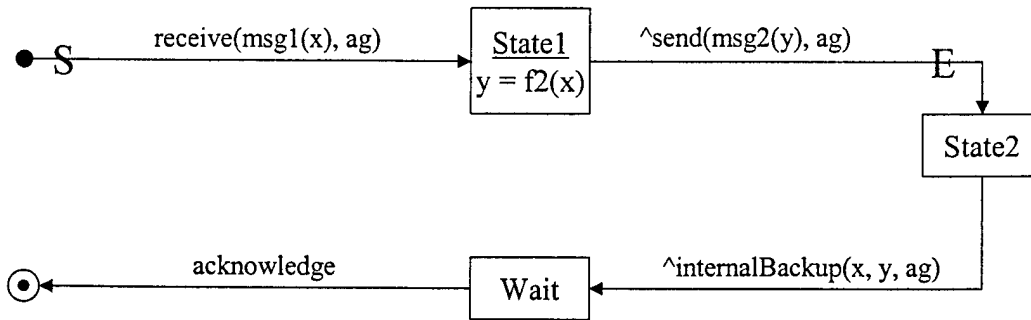 receive(msg1(x), ag)
^send(msg2(y), ag)
S
State1
y = f2(x)
E
State2
acknowledge
^internalBackup(x, y, ag)
Wait